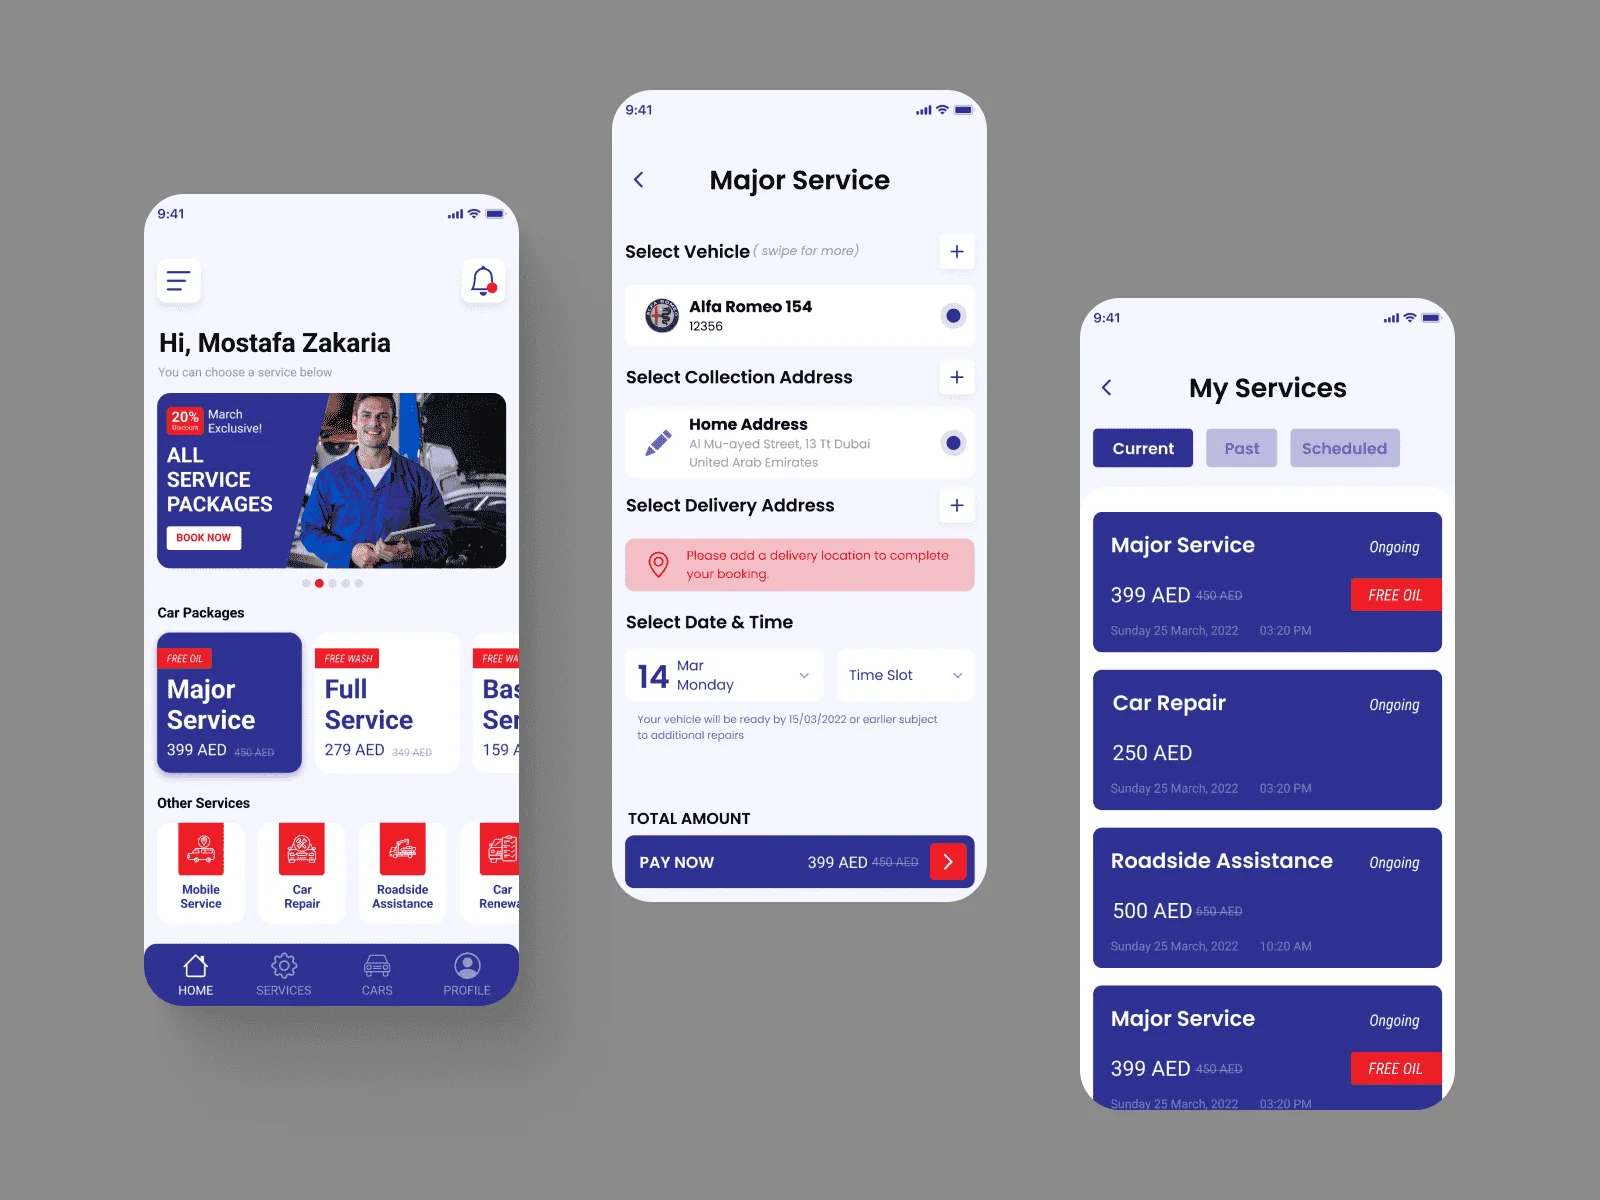 9:41
Hi, Mostafa Zakaria
You can choose a service below
20%
Discount
March
Exclusive!
ALL
SERVICE
PACKAGES
BOOK NOW
Car Packages
FREE OIL
Major
Service
399 AED 450 AED
FREE WASH
Full
Service
279 AED 349 AED
FREE WA
Bas
Ser
159 A
Other Services
Mobile
Service
Car
Repair
Roadside
Assistance
Car
Renewa
HOME
SERVICES
CARS
PROFILE
9:41
Major Service
Select Vehicle ( swipe for more)
+
Alfa Romeo 154
12356
Select Collection Address
+
Home Address
Al Mu-ayed Street, 13 Tt Dubai
United Arab Emirates
Select Delivery Address
+
Please add a delivery location to complete
your booking.
Select Date & Time
14
Mar
Monday
Time Slot
Your vehicle will be ready by 15/03/2022 or earlier subject
to additional repairs
TOTAL AMOUNT
PAY NOW 399 AED 450 AED
9:41
My Services
Current Past Scheduled
Major Service Ongoing
399 AED 450 AED FREE OIL
Sunday 25 March, 2022 03:20 PM
Car Repair Ongoing
250 AED
Sunday 25 March, 2022 03:20 PM
Roadside Assistance Ongoing
500 AED 650 AED
Sunday 25 March, 2022 10:20 AM
Major Service Ongoing
399 AED 450 AED FREE OIL
Sunday 25 March, 2022 03:20 PM